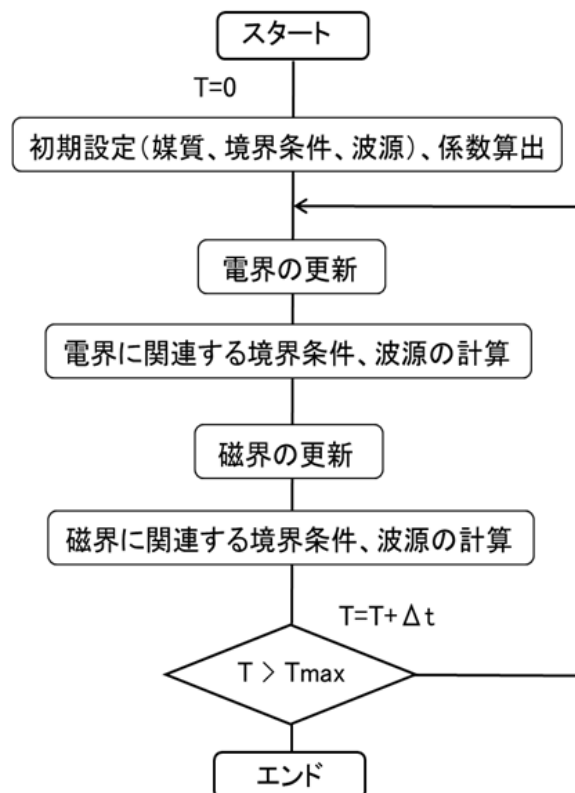 スタート
T=0
初期設定(媒質、境界条件、波源)、係数算出
電界の更新
電界に関連する境界条件、波源の計算
磁界の更新
磁界に関連する境界条件、波源の計算
T=T+Δt
T > Tmax
エンド